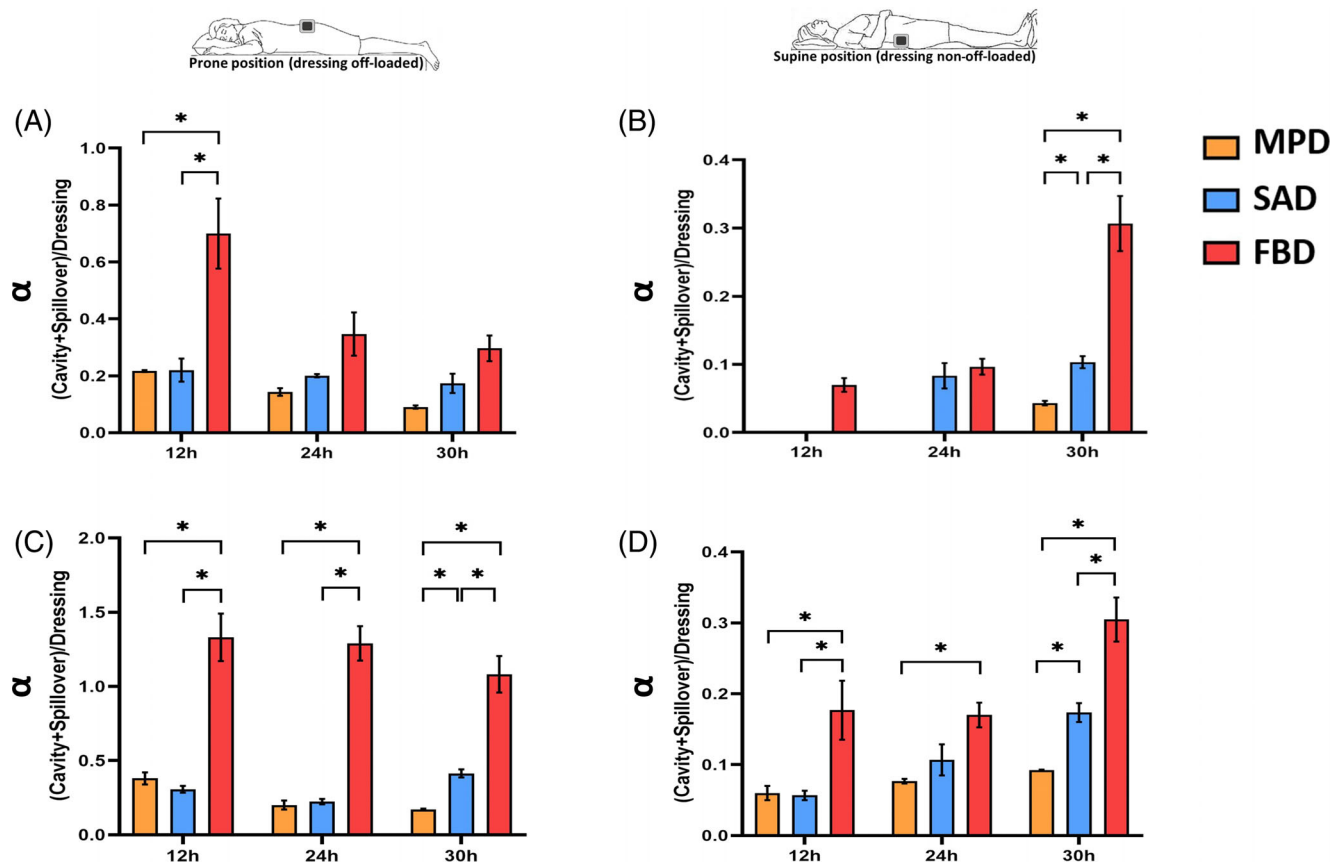 Prone position (dressing off-loaded)
Supine position (dressing non-off-loaded)
(A)
*
*
1.0
0.8
0.6
0.4
0.2
0.0
α
(Cavity+Spillover)/Dressing
12h
24h
30h
(B)
*
*
*
0.4
0.3
0.2
0.1
0.0
α
(Cavity+Spillover)/Dressing
12h
24h
30h
MPD
SAD
FBD
(C)
*
*
*
*
*
*
*
2.0
1.5
1.0
0.5
0.0
α
(Cavity+Spillover)/Dressing
12h
24h
30h
(D)
*
*
*
*
*
*
0.4
0.3
0.2
0.1
0.0
α
(Cavity+Spillover)/Dressing
12h
24h
30h